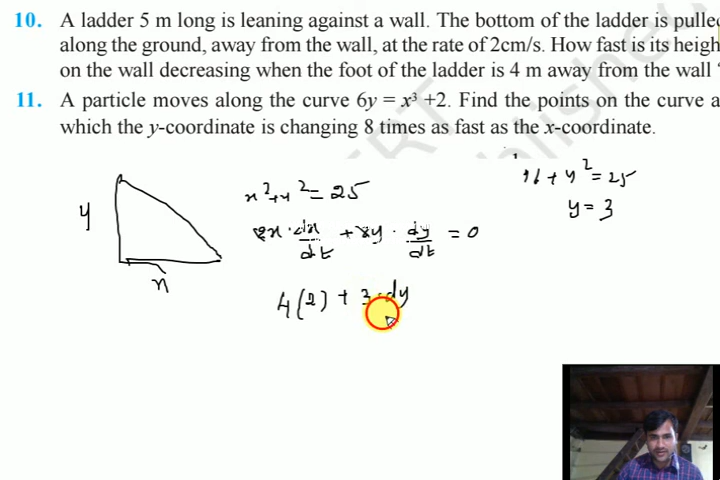 10. A ladder 5 m long is leaning against a wall. The bottom of the ladder is pulle
along the ground, away from the wall, at the rate of 2cm/s. How fast is its heigh
on the wall decreasing when the foot of the ladder is 4 m away from the wall
11. A particle moves along the curve 6y = x³ +2. Find the points on the curve a
which the y-coordinate is changing 8 times as fast as the x-coordinate.
16 + y² = 25
y = 3
y
x
x² + y² = 25
2x · dx/dt + 2y · dy/dt = 0
4(2) + 3 · dy